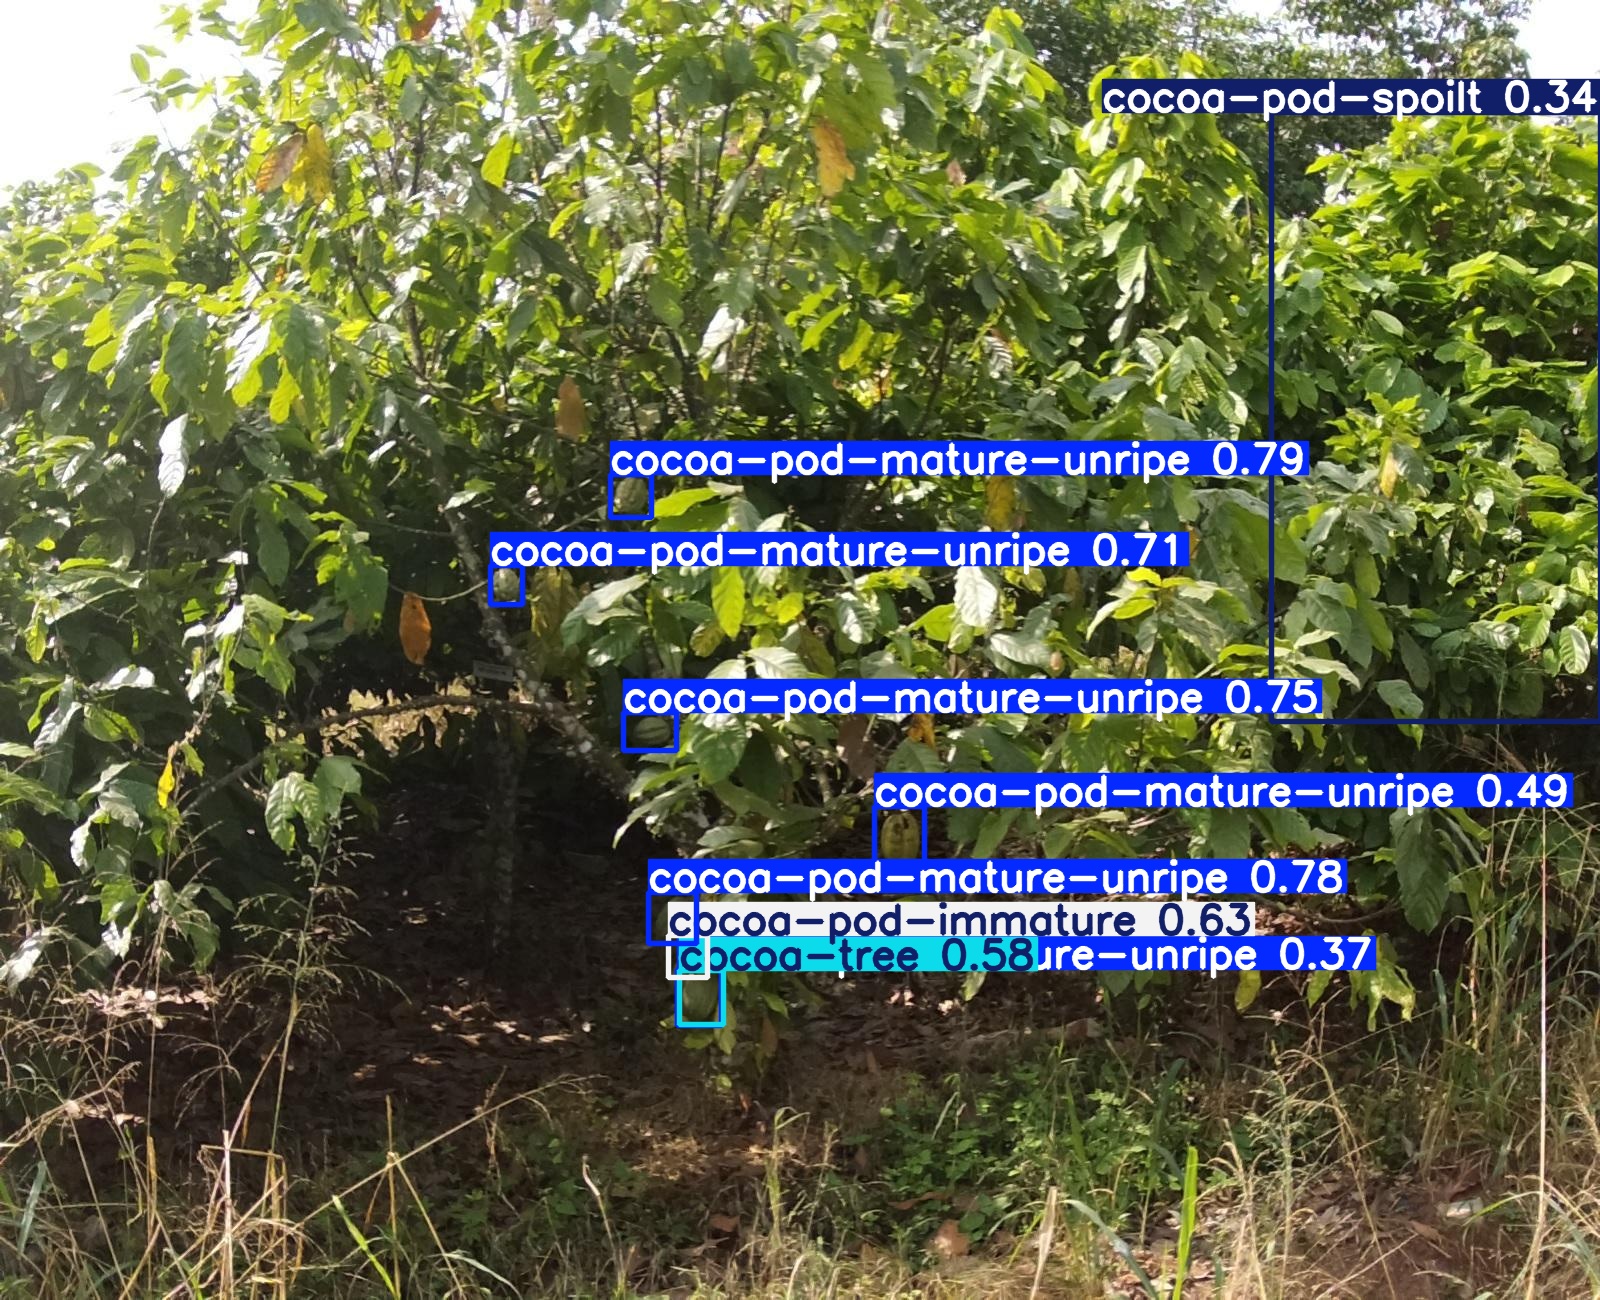 cocoa-pod-spoilt 0.34
cocoa-pod-mature-unripe 0.79
cocoa-pod-mature-unripe 0.71
cocoa-pod-mature-unripe 0.75
cocoa-pod-mature-unripe 0.49
cocoa-pod-mature-unripe 0.78
cocoa-pod-immature 0.63
cocoa-tree 0.58 ure-unripe 0.37